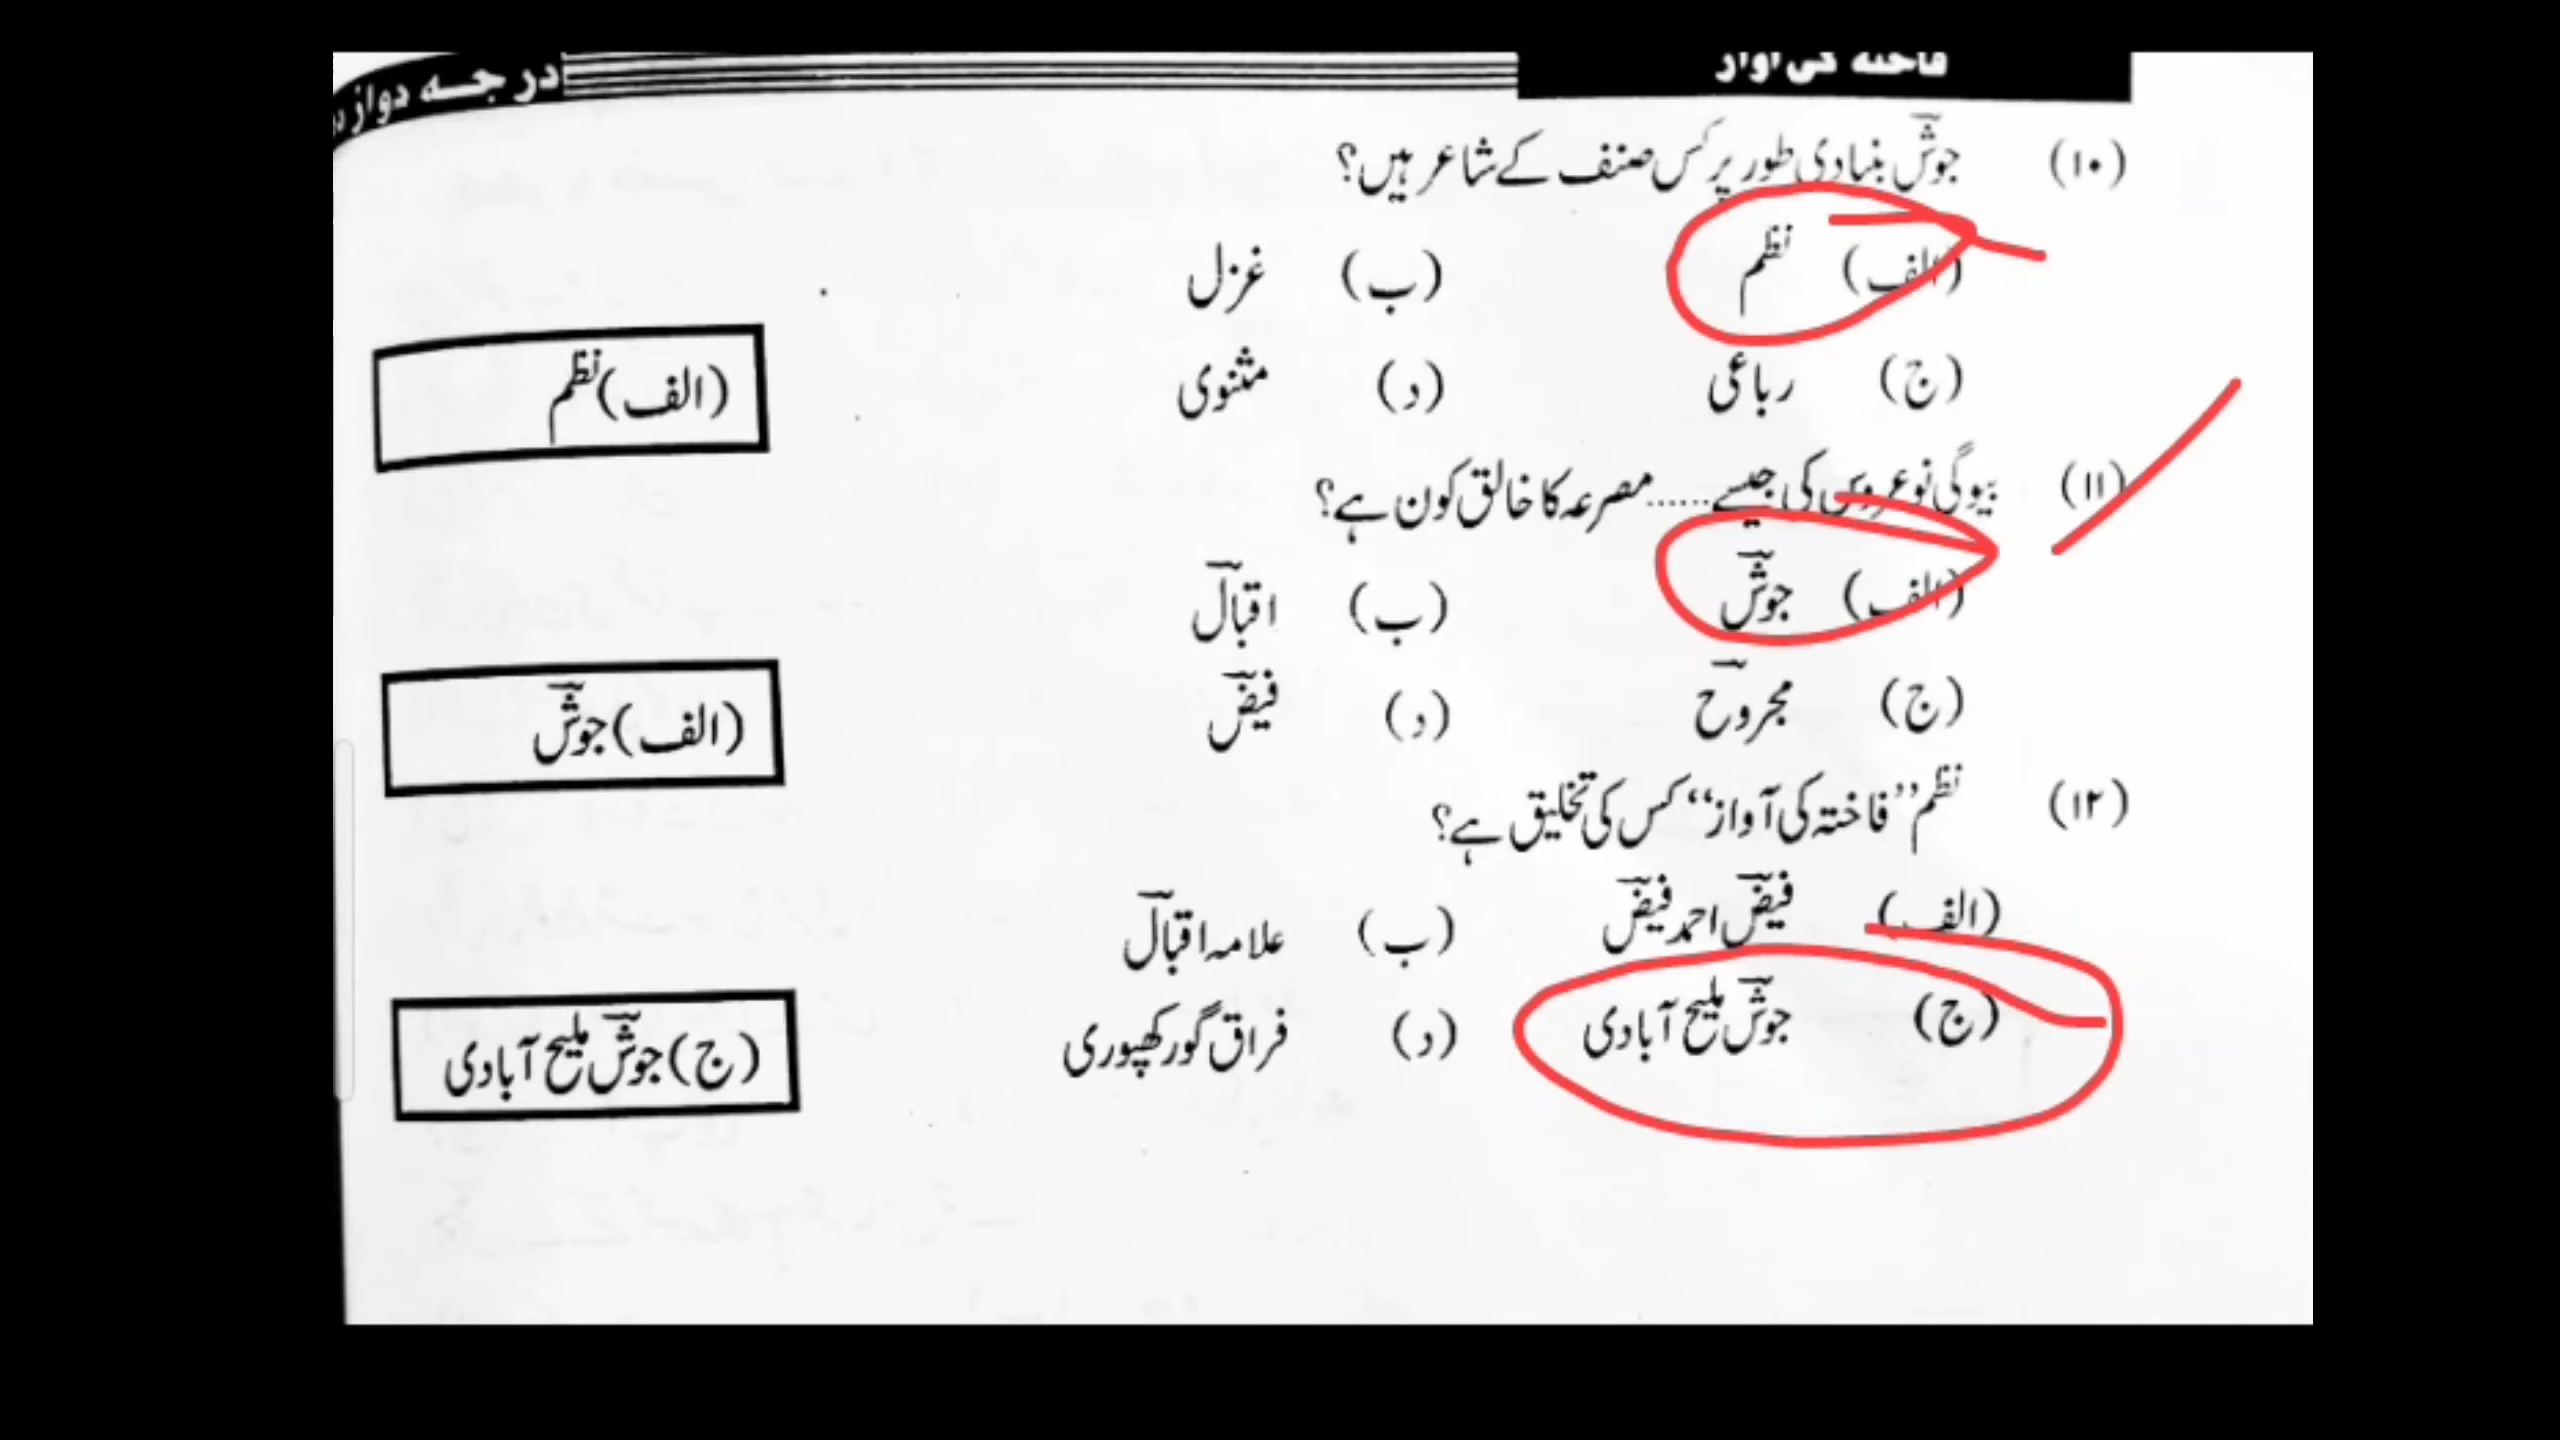 فاختہ کی آواز
درجہ
(۱۰) جوشؔ بنیادی طور پر کس صنف کے شاعر ہیں؟
(الف) نظم (ب) غزل
(ج) رباعی (د) مثنوی
(الف) نظم
(۱۱) بیوگی نوعروس کی جیسے......مصرعہ کا خالق کون ہے؟
(الف) جوشؔ (ب) اقبالؔ
(ج) مجروحؔ (د) فیضؔ
(الف) جوشؔ
(۱۲) نظم ’’فاختہ کی آواز‘‘ کس کی تخلیق ہے؟
(الف) فیضؔ احمد فیضؔ (ب) علامہ اقبالؔ
(ج) جوشؔ ملیح آبادی (د) فراق گورکھپوری
(ج) جوشؔ ملیح آبادی